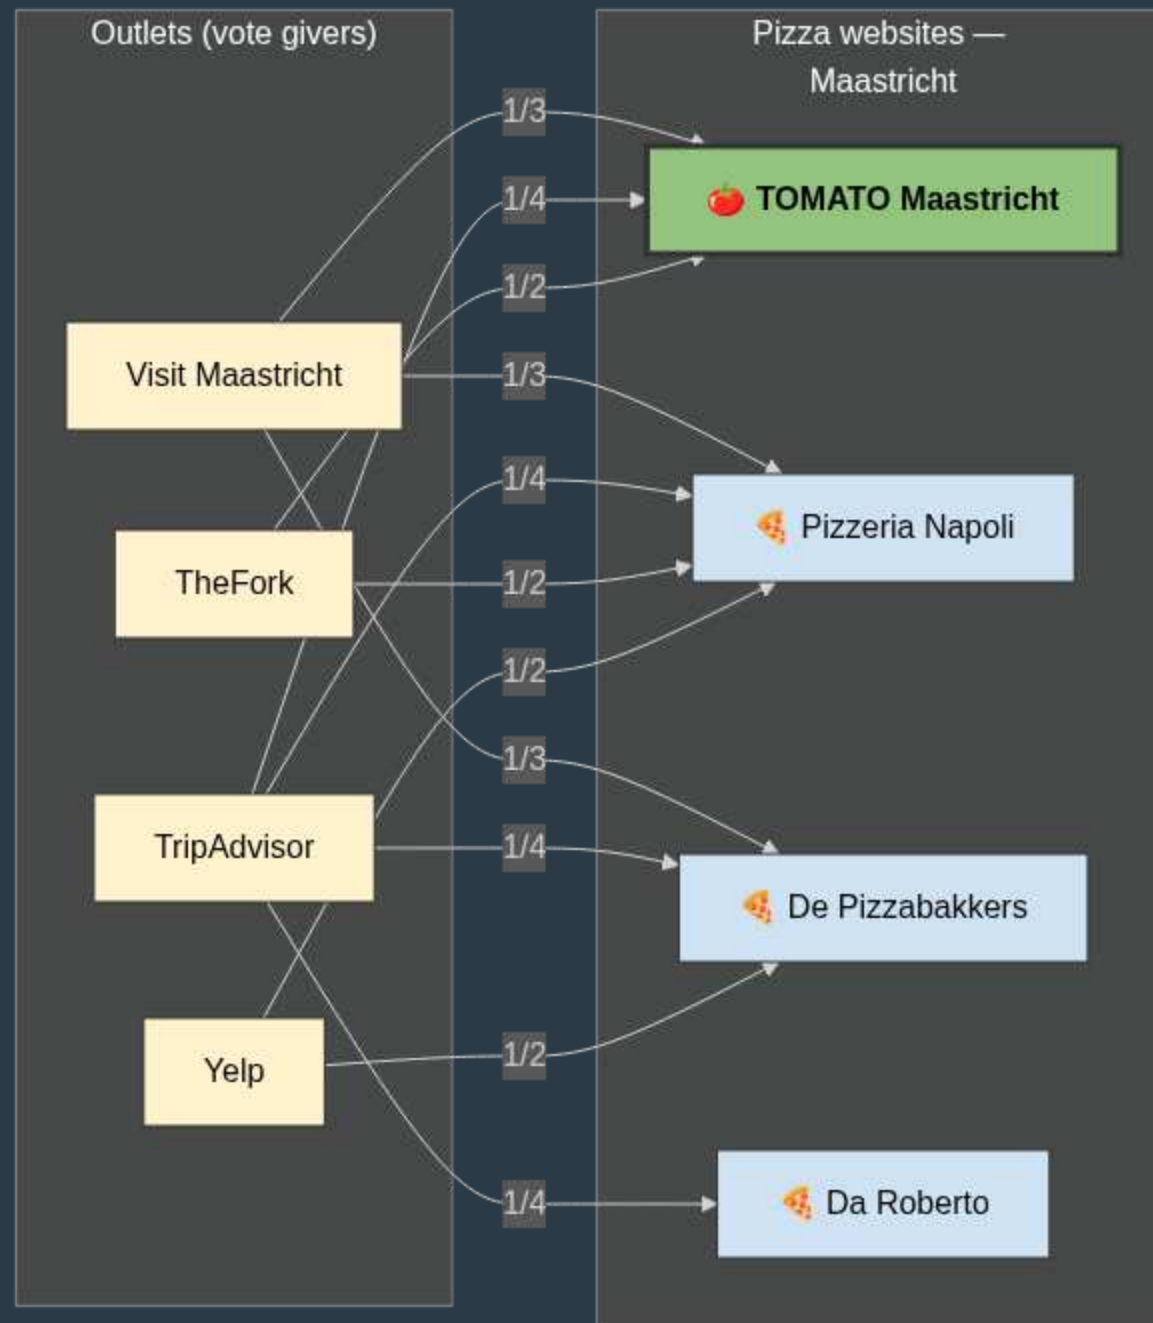 Outlets (vote givers)
Pizza websites —
Maastricht
1/3
1/4
1/2
1/3
1/4
1/2
1/2
1/3
1/4
1/2
1/4
Visit Maastricht
TheFork
TripAdvisor
Yelp
TOMATO Maastricht
Pizzeria Napoli
De Pizzabakkers
Da Roberto